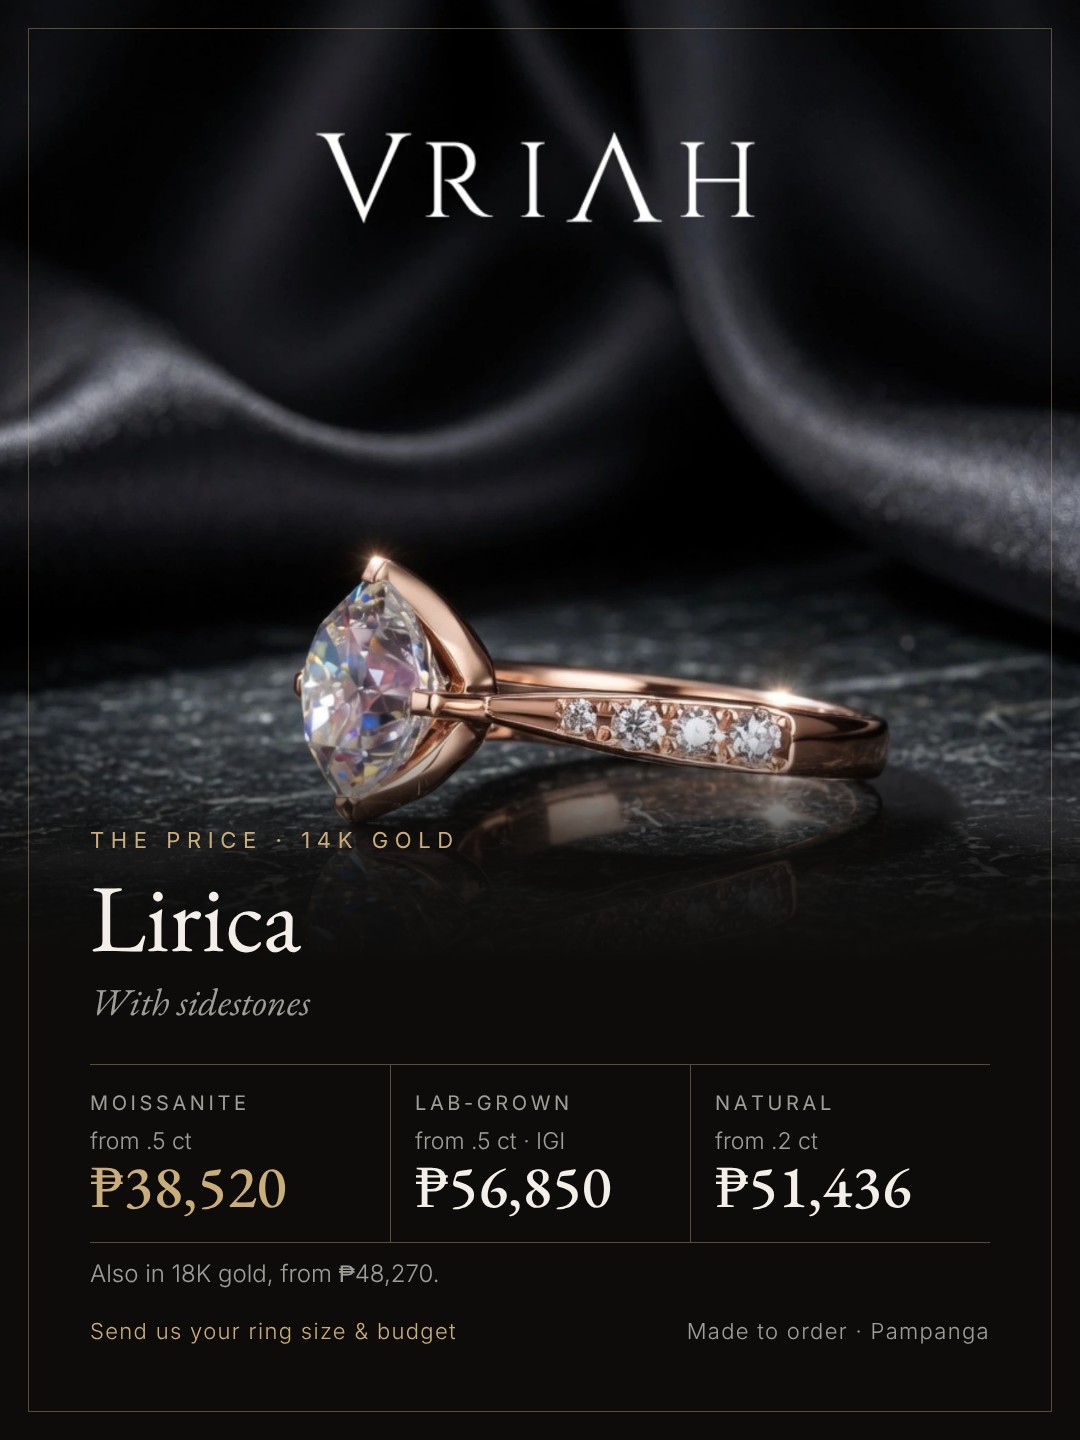 VRIAH
THE PRICE · 14K GOLD
Lirica
With sidestones
MOISSANITE
from .5 ct
₱38,520
LAB-GROWN
from .5 ct · IGI
₱56,850
NATURAL
from .2 ct
₱51,436
Also in 18K gold, from ₱48,270.
Send us your ring size & budget
Made to order · Pampanga